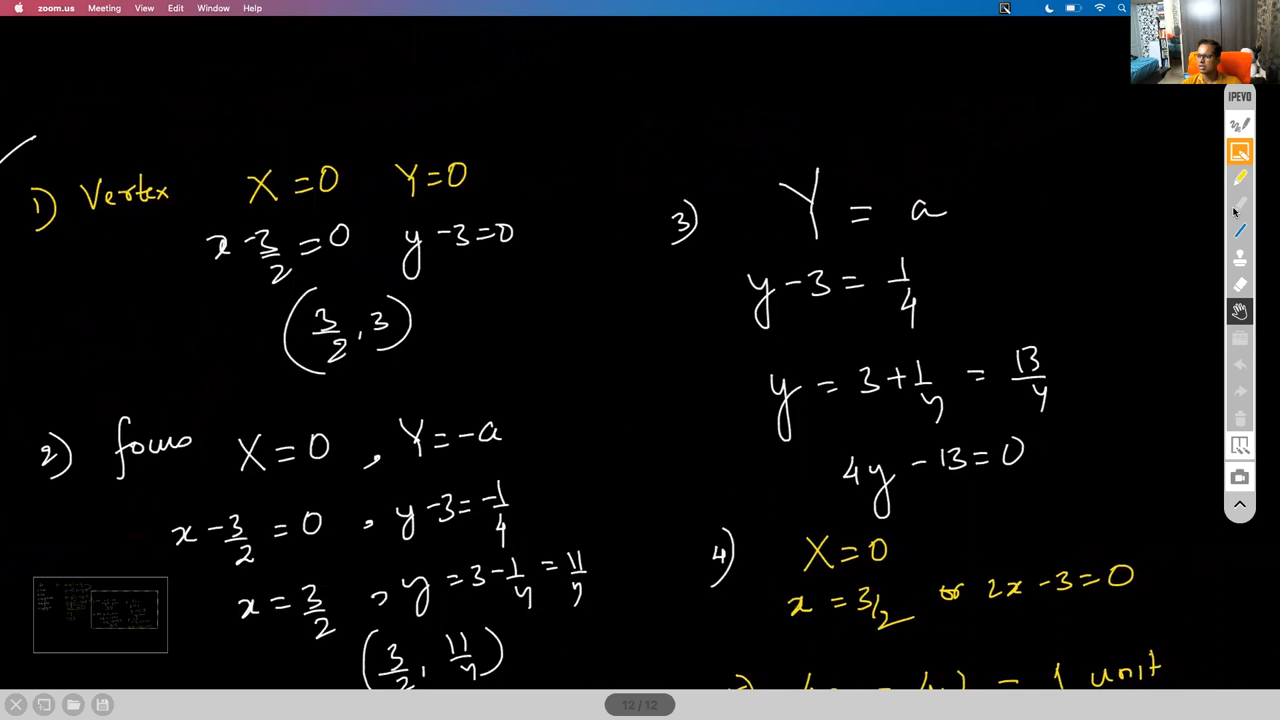 zoom.us Meeting View Edit Window Help
IPEVO
1) Vertex X = 0 Y = 0
x - 3/2 = 0 y - 3 = 0
(3/2, 3)
2) focus X = 0 , Y = -a
x - 3/2 = 0 , y - 3 = -1/4
x = 3/2 , y = 3 - 1/4 = 11/4
(3/2, 11/4)
3) Y = a
y - 3 = 1/4
y = 3 + 1/4 = 13/4
4y - 13 = 0
4) X = 0
x = 3/2 or 2x - 3 = 0
= 1 unit
12 / 12